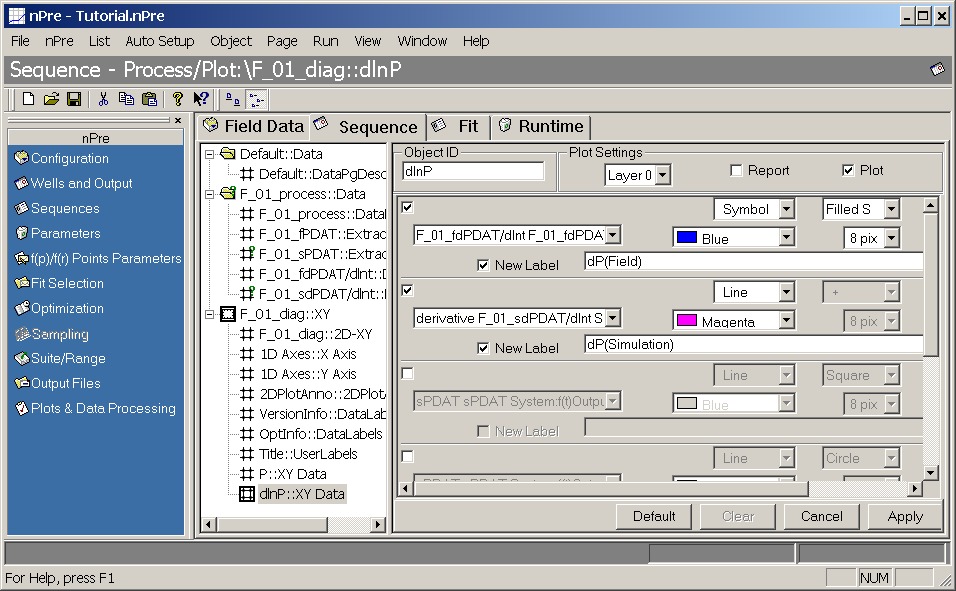 nPre - Tutorial.nPre
File nPre List Auto Setup Object Page Run View Window Help
Sequence - Process/Plot:\F_01_diag::dlnP
nPre
Configuration
Wells and Output
Sequences
Parameters
f(p)/f(r) Points Parameters
Fit Selection
Optimization
Sampling
Suite/Range
Output Files
Plots & Data Processing
Field Data Sequence Fit Runtime
Default::Data
Default::DataPgDesc
F_01_process::Data
F_01_process::Datal
F_01_fPDAT::Extrac
F_01_sPDAT::Extrac
F_01_fdPDAT/dlnt::D
F_01_sdPDAT/dlnt::I
F_01_diag::XY
F_01_diag::2D-XY
1D Axes::X Axis
1D Axes::Y Axis
2DPlotAnno::2DPlot
VersionInfo::DataLab
OptInfo::DataLabels
Title::UserLabels
P::XY Data
dlnP::XY Data
Object ID
dlnP
Plot Settings
Layer 0
Report
Plot
Symbol Filled S
F_01_fdPDAT/dlnt F_01_fdPDA Blue 8 pix
New Label dP(Field)
Line +
derivative F_01_sdPDAT/dlnt S Magenta 8 pix
New Label dP(Simulation)
Line Square
sPDAT sPDAT System:f(t)Outpu Blue 8 pix
New Label
Line Circle
sPDAT sPDAT System:f(t)Outpu
Default Clear Cancel Apply
For Help, press F1
NUM